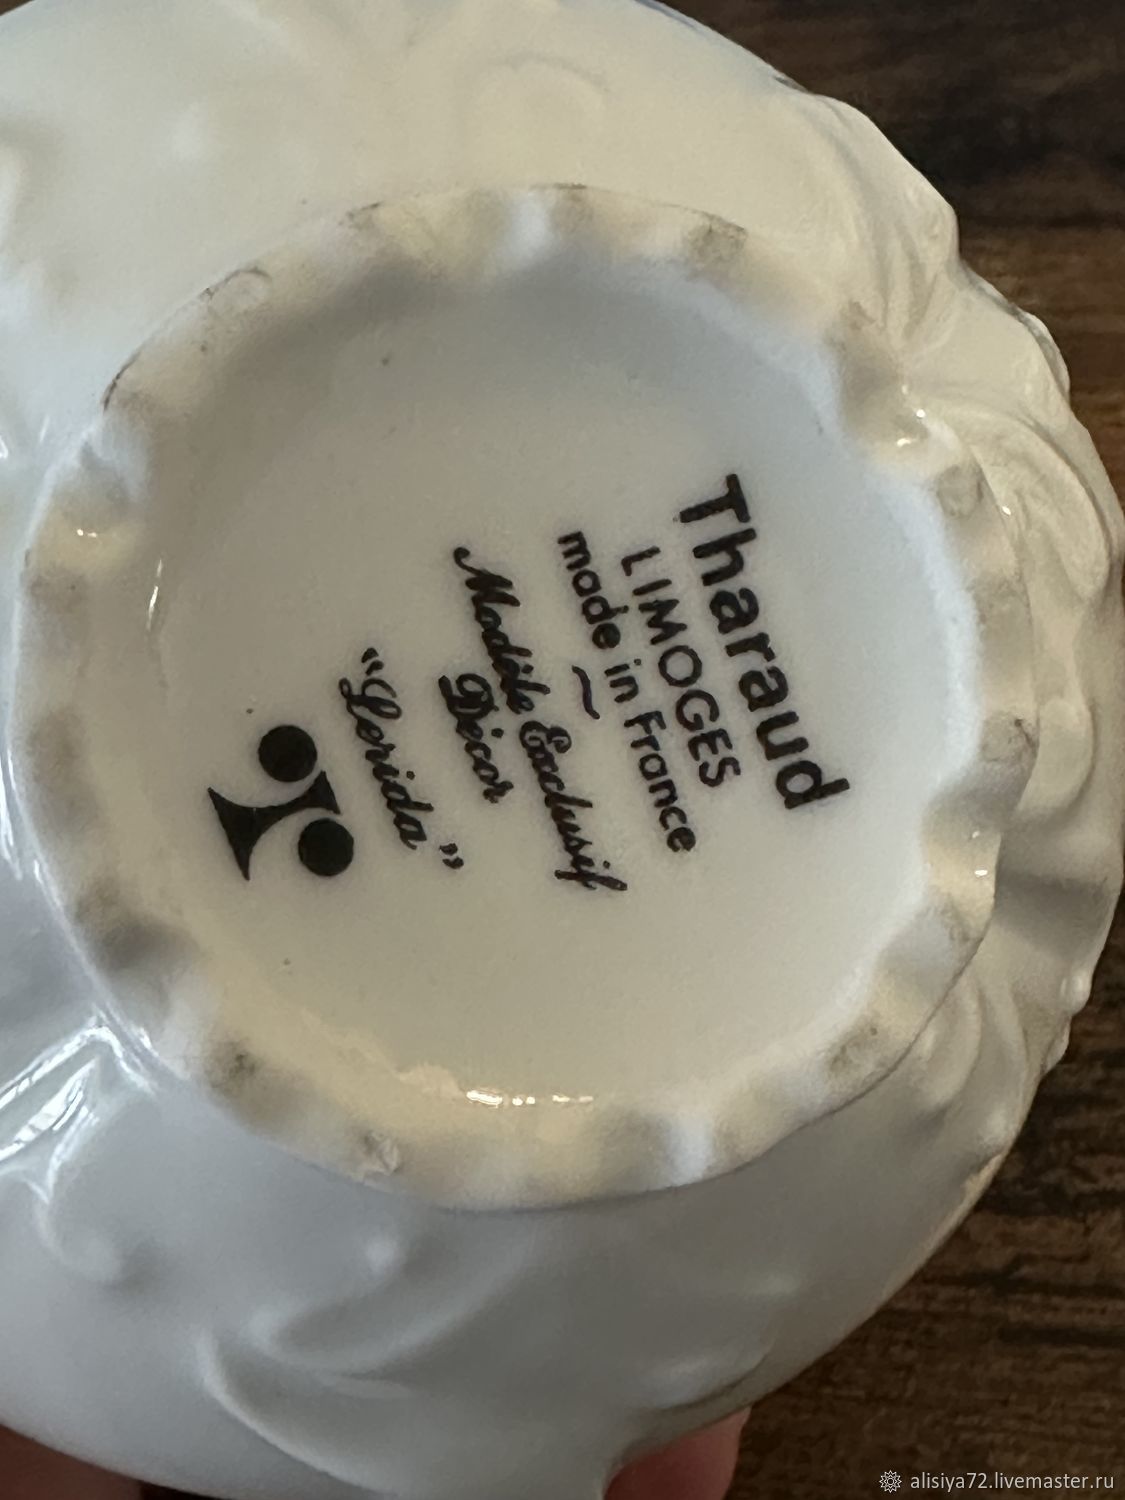 Tharaud
LIMOGES
made in France
~
Modèle Exclusif
Décor
"Lerida"
alisiya72.livemaster.ru